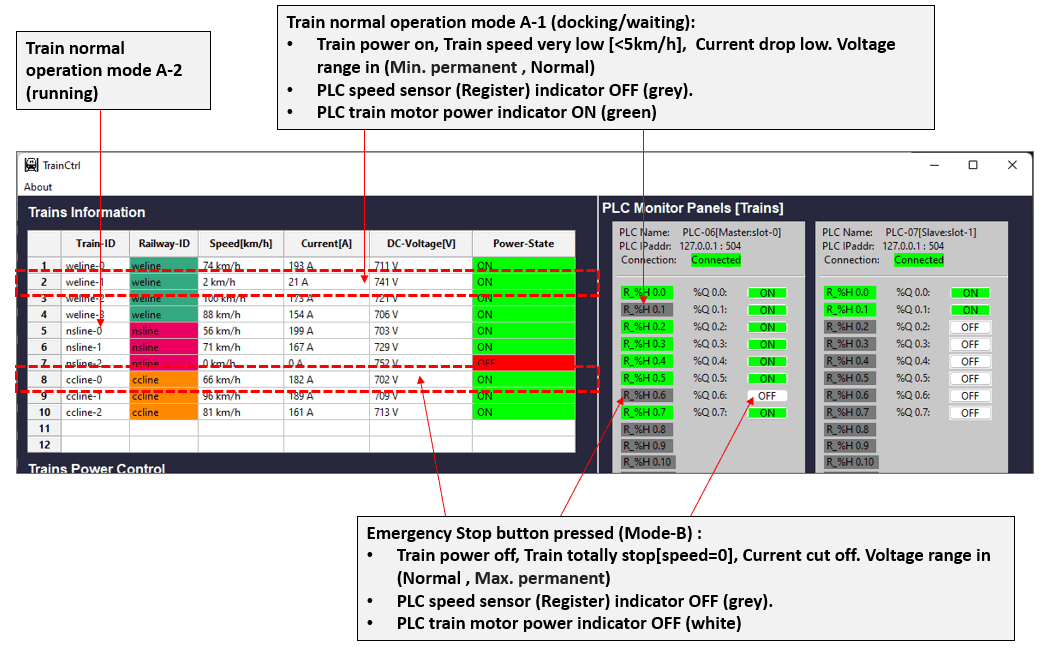 Train normal operation mode A-1 (docking/waiting):
• Train power on, Train speed very low [<5km/h], Current drop low. Voltage
range in (Min. permanent , Normal)
• PLC speed sensor (Register) indicator OFF (grey).
• PLC train motor power indicator ON (green)
Train normal
operation mode A-2
(running)
TrainCtrl
About
Trains Information
Train-ID Railway-ID Speed[km/h] Current[A] DC-Voltage[V] Power-State
1 weline-0 weline 74 km/h 193 A 711 V ON
2 weline-1 weline 2 km/h 21 A 741 V ON
3 weline-2 weline 100 km/h 173 A 721 V ON
4 weline-3 weline 88 km/h 154 A 706 V ON
5 nsline-0 nsline 56 km/h 199 A 703 V ON
6 nsline-1 nsline 71 km/h 167 A 729 V ON
7 nsline-2 nsline 0 km/h 0 A 752 V OFF
8 ccline-0 ccline 66 km/h 182 A 702 V ON
9 ccline-1 ccline 96 km/h 189 A 709 V ON
10 ccline-2 ccline 81 km/h 161 A 713 V ON
11
12
Trains Power Control
PLC Monitor Panels [Trains]
PLC Name: PLC-06[Master:slot-0]
PLC IPaddr: 127.0.0.1 : 504
Connection: Connected
R_%H 0.0 %Q 0.0: ON
R_%H 0.1 %Q 0.1: ON
R_%H 0.2 %Q 0.2: ON
R_%H 0.3 %Q 0.3: ON
R_%H 0.4 %Q 0.4: ON
R_%H 0.5 %Q 0.5: ON
R_%H 0.6 %Q 0.6: OFF
R_%H 0.7 %Q 0.7: ON
R_%H 0.8
R_%H 0.9
R_%H 0.10
PLC Name: PLC-07[Slave:slot-1]
PLC IPaddr: 127.0.0.1 : 504
Connection: Connected
R_%H 0.0 %Q 0.0: ON
R_%H 0.1 %Q 0.1: ON
R_%H 0.2 %Q 0.2: OFF
R_%H 0.3 %Q 0.3: OFF
R_%H 0.4 %Q 0.4: OFF
R_%H 0.5 %Q 0.5: OFF
R_%H 0.6 %Q 0.6: OFF
R_%H 0.7 %Q 0.7: OFF
R_%H 0.8
R_%H 0.9
R_%H 0.10
Emergency Stop button pressed (Mode-B) :
• Train power off, Train totally stop[speed=0], Current cut off. Voltage range in
(Normal , Max. permanent)
• PLC speed sensor (Register) indicator OFF (grey).
• PLC train motor power indicator OFF (white)